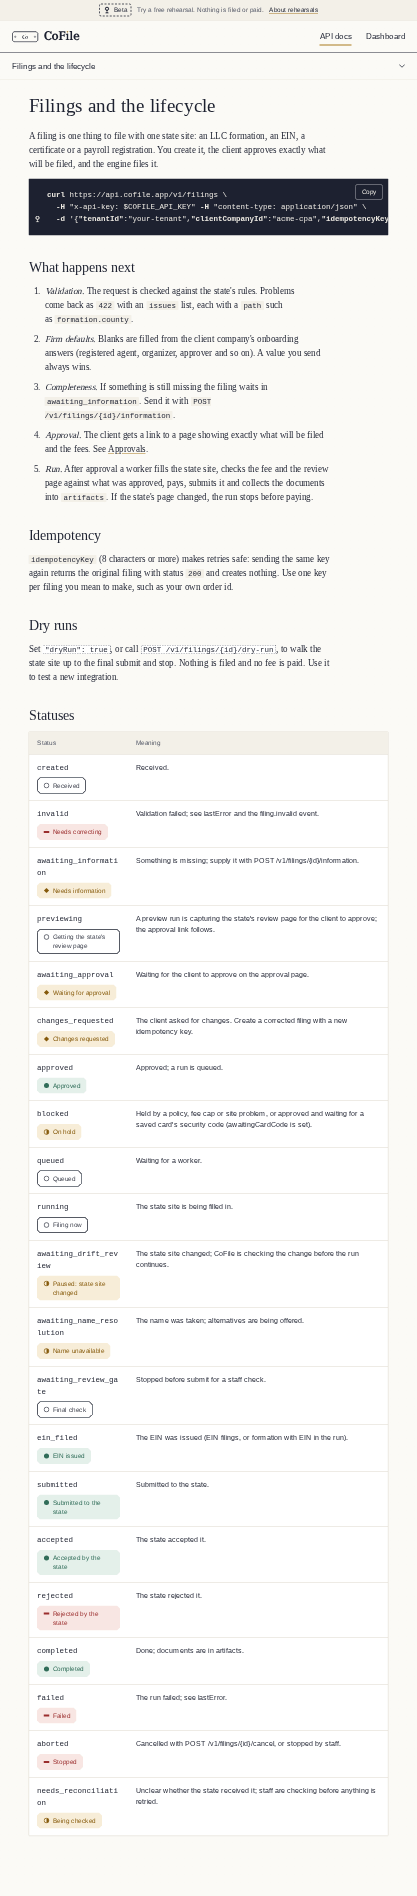 Beta Try a free rehearsal. Nothing is filed or paid. About rehearsals
Co CoFile API docs Dashboard
Filings and the lifecycle
Filings and the lifecycle
A filing is one thing to file with one state site: an LLC formation, an EIN, a
certificate or a payroll registration. You create it, the client approves exactly what
will be filed, and the engine files it.
Copy
curl https://api.cofile.app/v1/filings \
-H "x-api-key: $COFILE_API_KEY" -H "content-type: application/json" \
-d '{"tenantId":"your-tenant","clientCompanyId":"acme-cpa","idempotencyKey
What happens next
1. Validation. The request is checked against the state's rules. Problems
come back as 422 with an issues list, each with a path such
as formation.county.
2. Firm defaults. Blanks are filled from the client company's onboarding
answers (registered agent, organizer, approver and so on). A value you send
always wins.
3. Completeness. If something is still missing the filing waits in
awaiting_information. Send it with POST
/v1/filings/{id}/information.
4. Approval. The client gets a link to a page showing exactly what will be filed
and the fees. See Approvals.
5. Run. After approval a worker fills the state site, checks the fee and the review
page against what was approved, pays, submits it and collects the documents
into artifacts. If the state's page changed, the run stops before paying.
Idempotency
idempotencyKey (8 characters or more) makes retries safe: sending the same key
again returns the original filing with status 200 and creates nothing. Use one key
per filing you mean to make, such as your own order id.
Dry runs
Set "dryRun": true, or call POST /v1/filings/{id}/dry-run, to walk the
state site up to the final submit and stop. Nothing is filed and no fee is paid. Use it
to test a new integration.
Statuses
Status Meaning
created Received.
Received
invalid Validation failed; see lastError and the filing.invalid event.
Needs correcting
awaiting_informati Something is missing; supply it with POST /v1/filings/{id}/information.
on
Needs information
previewing A preview run is capturing the state's review page for the client to approve;
the approval link follows.
Getting the state's
review page
awaiting_approval Waiting for the client to approve on the approval page.
Waiting for approval
changes_requested The client asked for changes. Create a corrected filing with a new
idempotency key.
Changes requested
approved Approved; a run is queued.
Approved
blocked Held by a policy, fee cap or site problem, or approved and waiting for a
saved card's security code (awaitingCardCode is set).
On hold
queued Waiting for a worker.
Queued
running The state site is being filled in.
Filing now
awaiting_drift_rev The state site changed; CoFile is checking the change before the run
iew continues.
Paused: state site
changed
awaiting_name_reso The name was taken; alternatives are being offered.
lution
Name unavailable
awaiting_review_ga Stopped before submit for a staff check.
te
Final check
ein_filed The EIN was issued (EIN filings, or formation with EIN in the run).
EIN issued
submitted Submitted to the state.
Submitted to the
state
accepted The state accepted it.
Accepted by the
state
rejected The state rejected it.
Rejected by the
state
completed Done; documents are in artifacts.
Completed
failed The run failed; see lastError.
Failed
aborted Cancelled with POST /v1/filings/{id}/cancel, or stopped by staff.
Stopped
needs_reconciliati Unclear whether the state received it; staff are checking before anything is
on retried.
Being checked